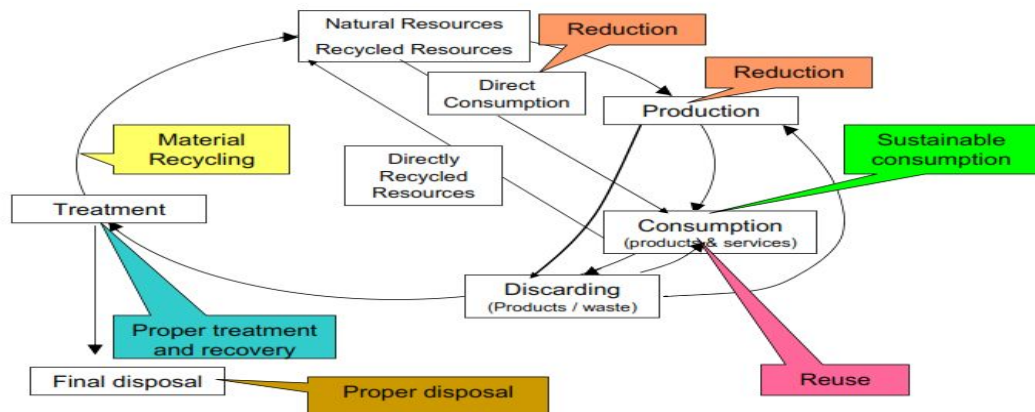 Natural Resources
Recycled Resources
Reduction
Direct
Consumption
Reduction
Production
Material
Recycling
Directly
Recycled
Resources
Sustainable
consumption
Treatment
Consumption
(products & services)
Discarding
(Products / waste)
Proper treatment
and recovery
Final disposal
Proper disposal
Reuse